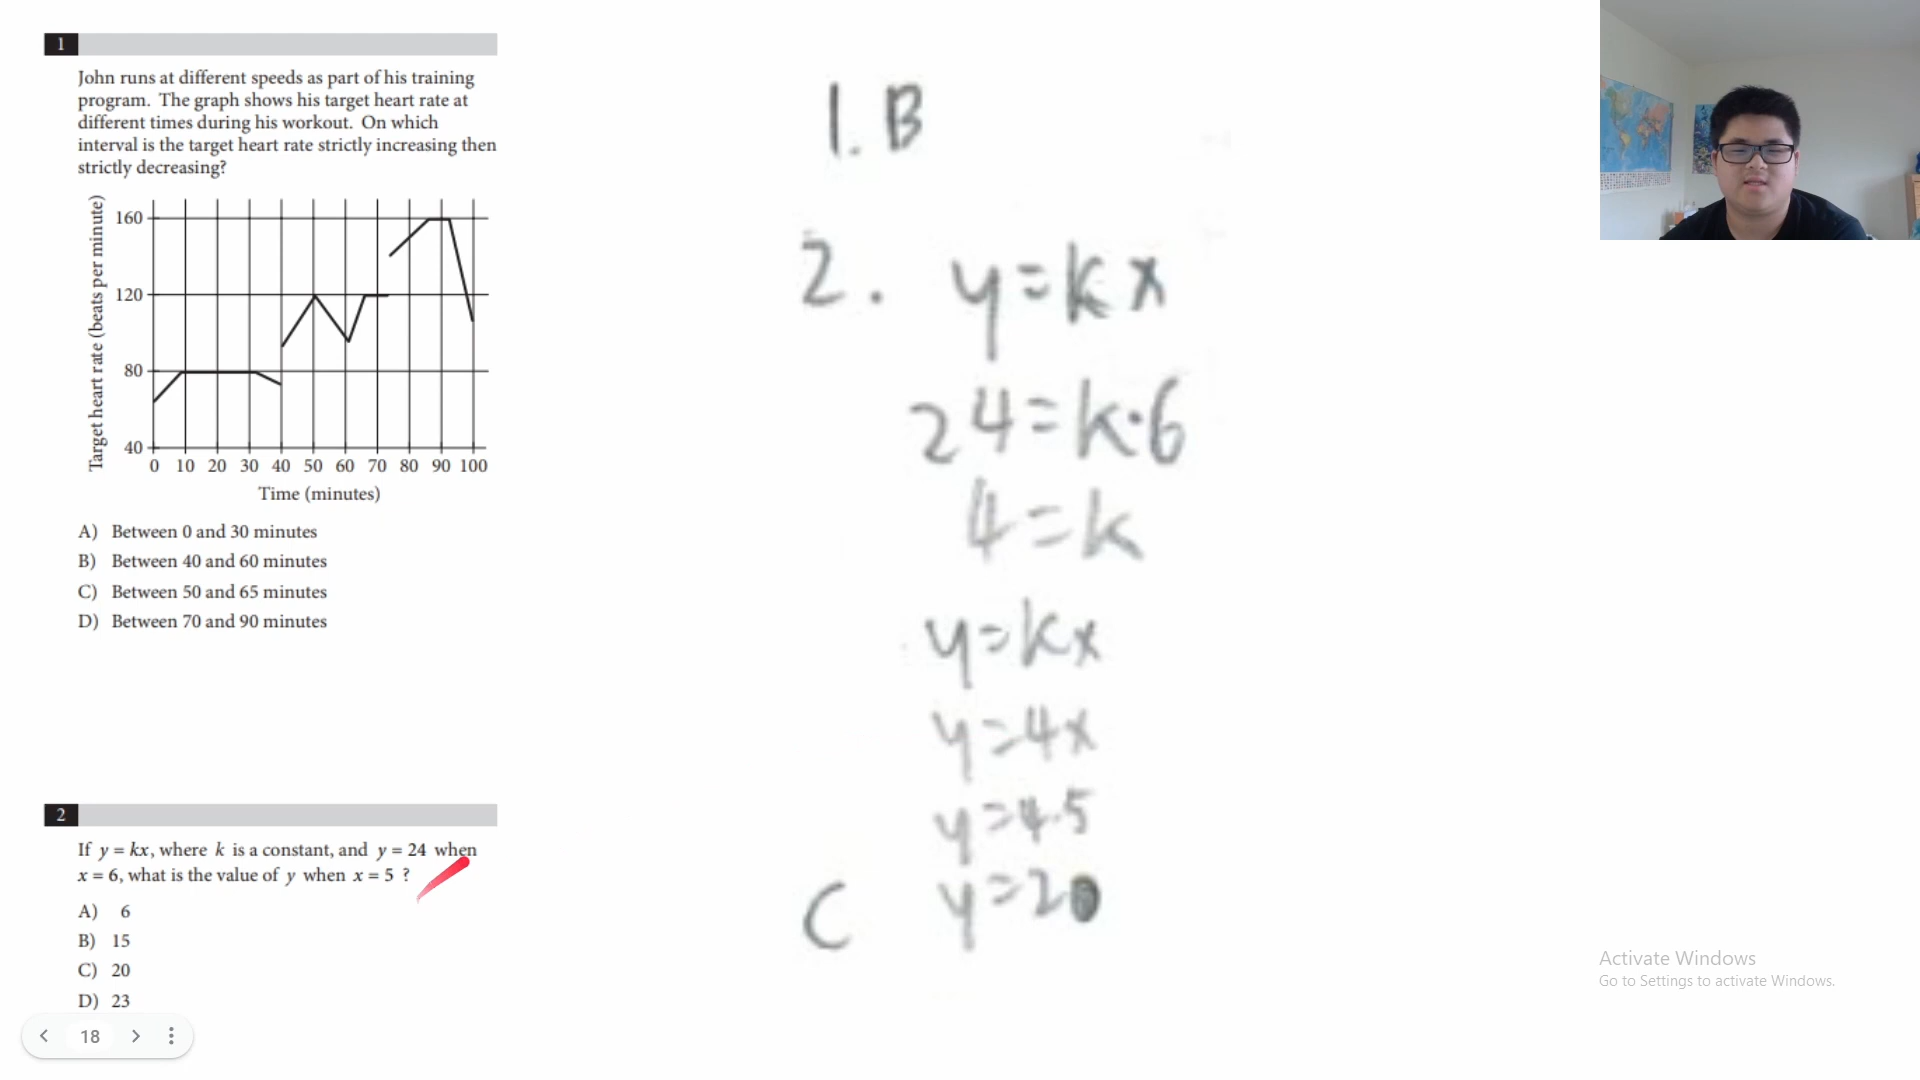 1
John runs at different speeds as part of his training
program. The graph shows his target heart rate at
different times during his workout. On which
interval is the target heart rate strictly increasing then
strictly decreasing?
Target heart rate (beats per minute)
160
120
80
40
0 10 20 30 40 50 60 70 80 90 100
Time (minutes)
A) Between 0 and 30 minutes
B) Between 40 and 60 minutes
C) Between 50 and 65 minutes
D) Between 70 and 90 minutes
2
If y = kx, where k is a constant, and y = 24 when
x = 6, what is the value of y when x = 5 ?
A) 6
B) 15
C) 20
D) 23
18
1. B
2. y=kx
24=k·6
4=k
y=kx
y=4x
y=4·5
C y=20
Activate Windows
Go to Settings to activate Windows.